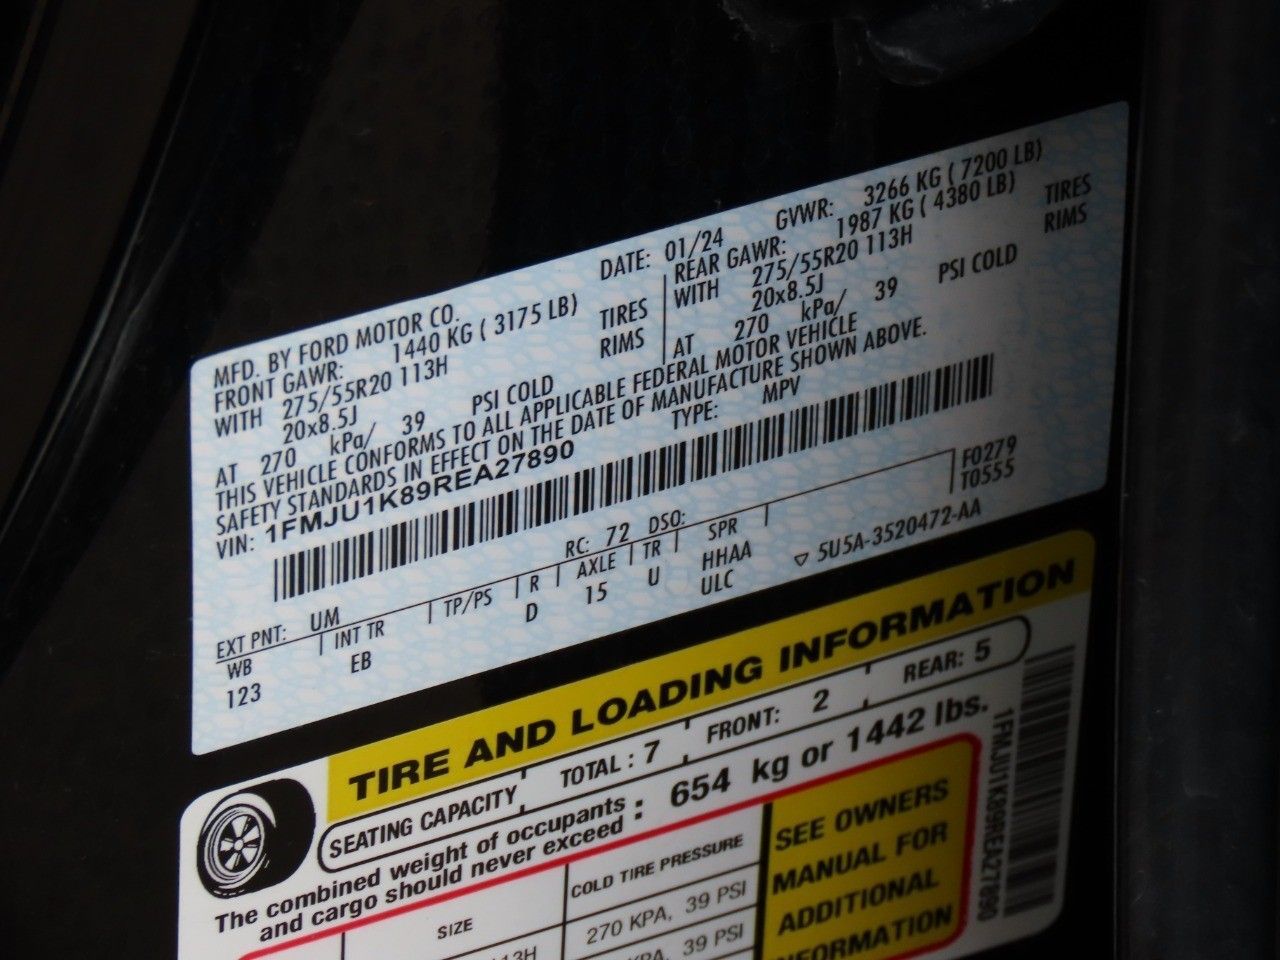 MFD. BY FORD MOTOR CO.
DATE: 01/24
GVWR: 3266 KG ( 7200 LB)
FRONT GAWR: 1440 KG ( 3175 LB)
REAR GAWR: 1987 KG ( 4380 LB)
WITH 275/55R20 113H TIRES
WITH 275/55R20 113H TIRES
20x8.5J RIMS
20x8.5J RIMS
AT 270 kPa/ 39 PSI COLD
AT 270 kPa/ 39 PSI COLD
THIS VEHICLE CONFORMS TO ALL APPLICABLE FEDERAL MOTOR VEHICLE
SAFETY STANDARDS IN EFFECT ON THE DATE OF MANUFACTURE SHOWN ABOVE.
VIN: 1FMJU1K89REA27890
TYPE: MPV
F0279
T0555
EXT PNT: UM RC: 72 DSO:
WB INT TR TP/PS R AXLE TR SPR
123 EB D 15 U HHAA
ULC
5U5A-3520472-AA
TIRE AND LOADING INFORMATION
SEATING CAPACITY TOTAL : 7 FRONT: 2 REAR: 5
The combined weight of occupants
and cargo should never exceed : 654 kg or 1442 lbs.
SIZE COLD TIRE PRESSURE
113H 270 KPA, 39 PSI
KPA, 39 PSI
SEE OWNERS
MANUAL FOR
ADDITIONAL
INFORMATION
1FMJU1K89REA27890